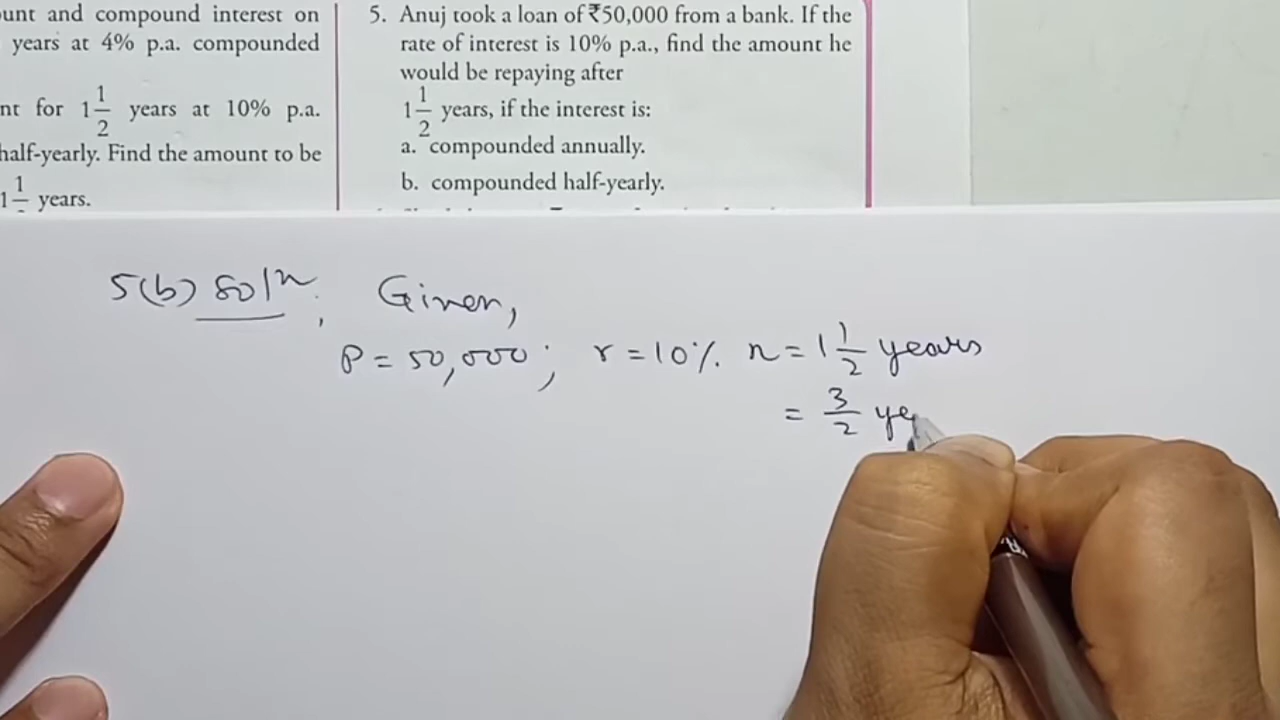 unt and compound interest on
years at 4% p.a. compounded
nt for 1 1/2 years at 10% p.a.
half-yearly. Find the amount to be
1 1/ years.
5. Anuj took a loan of ₹50,000 from a bank. If the
rate of interest is 10% p.a., find the amount he
would be repaying after
1 1/2 years, if the interest is:
a. compounded annually.
b. compounded half-yearly.
5(b) soln, Given,
P = 50,000; r = 10% n = 1 1/2 years
= 3/2 ye